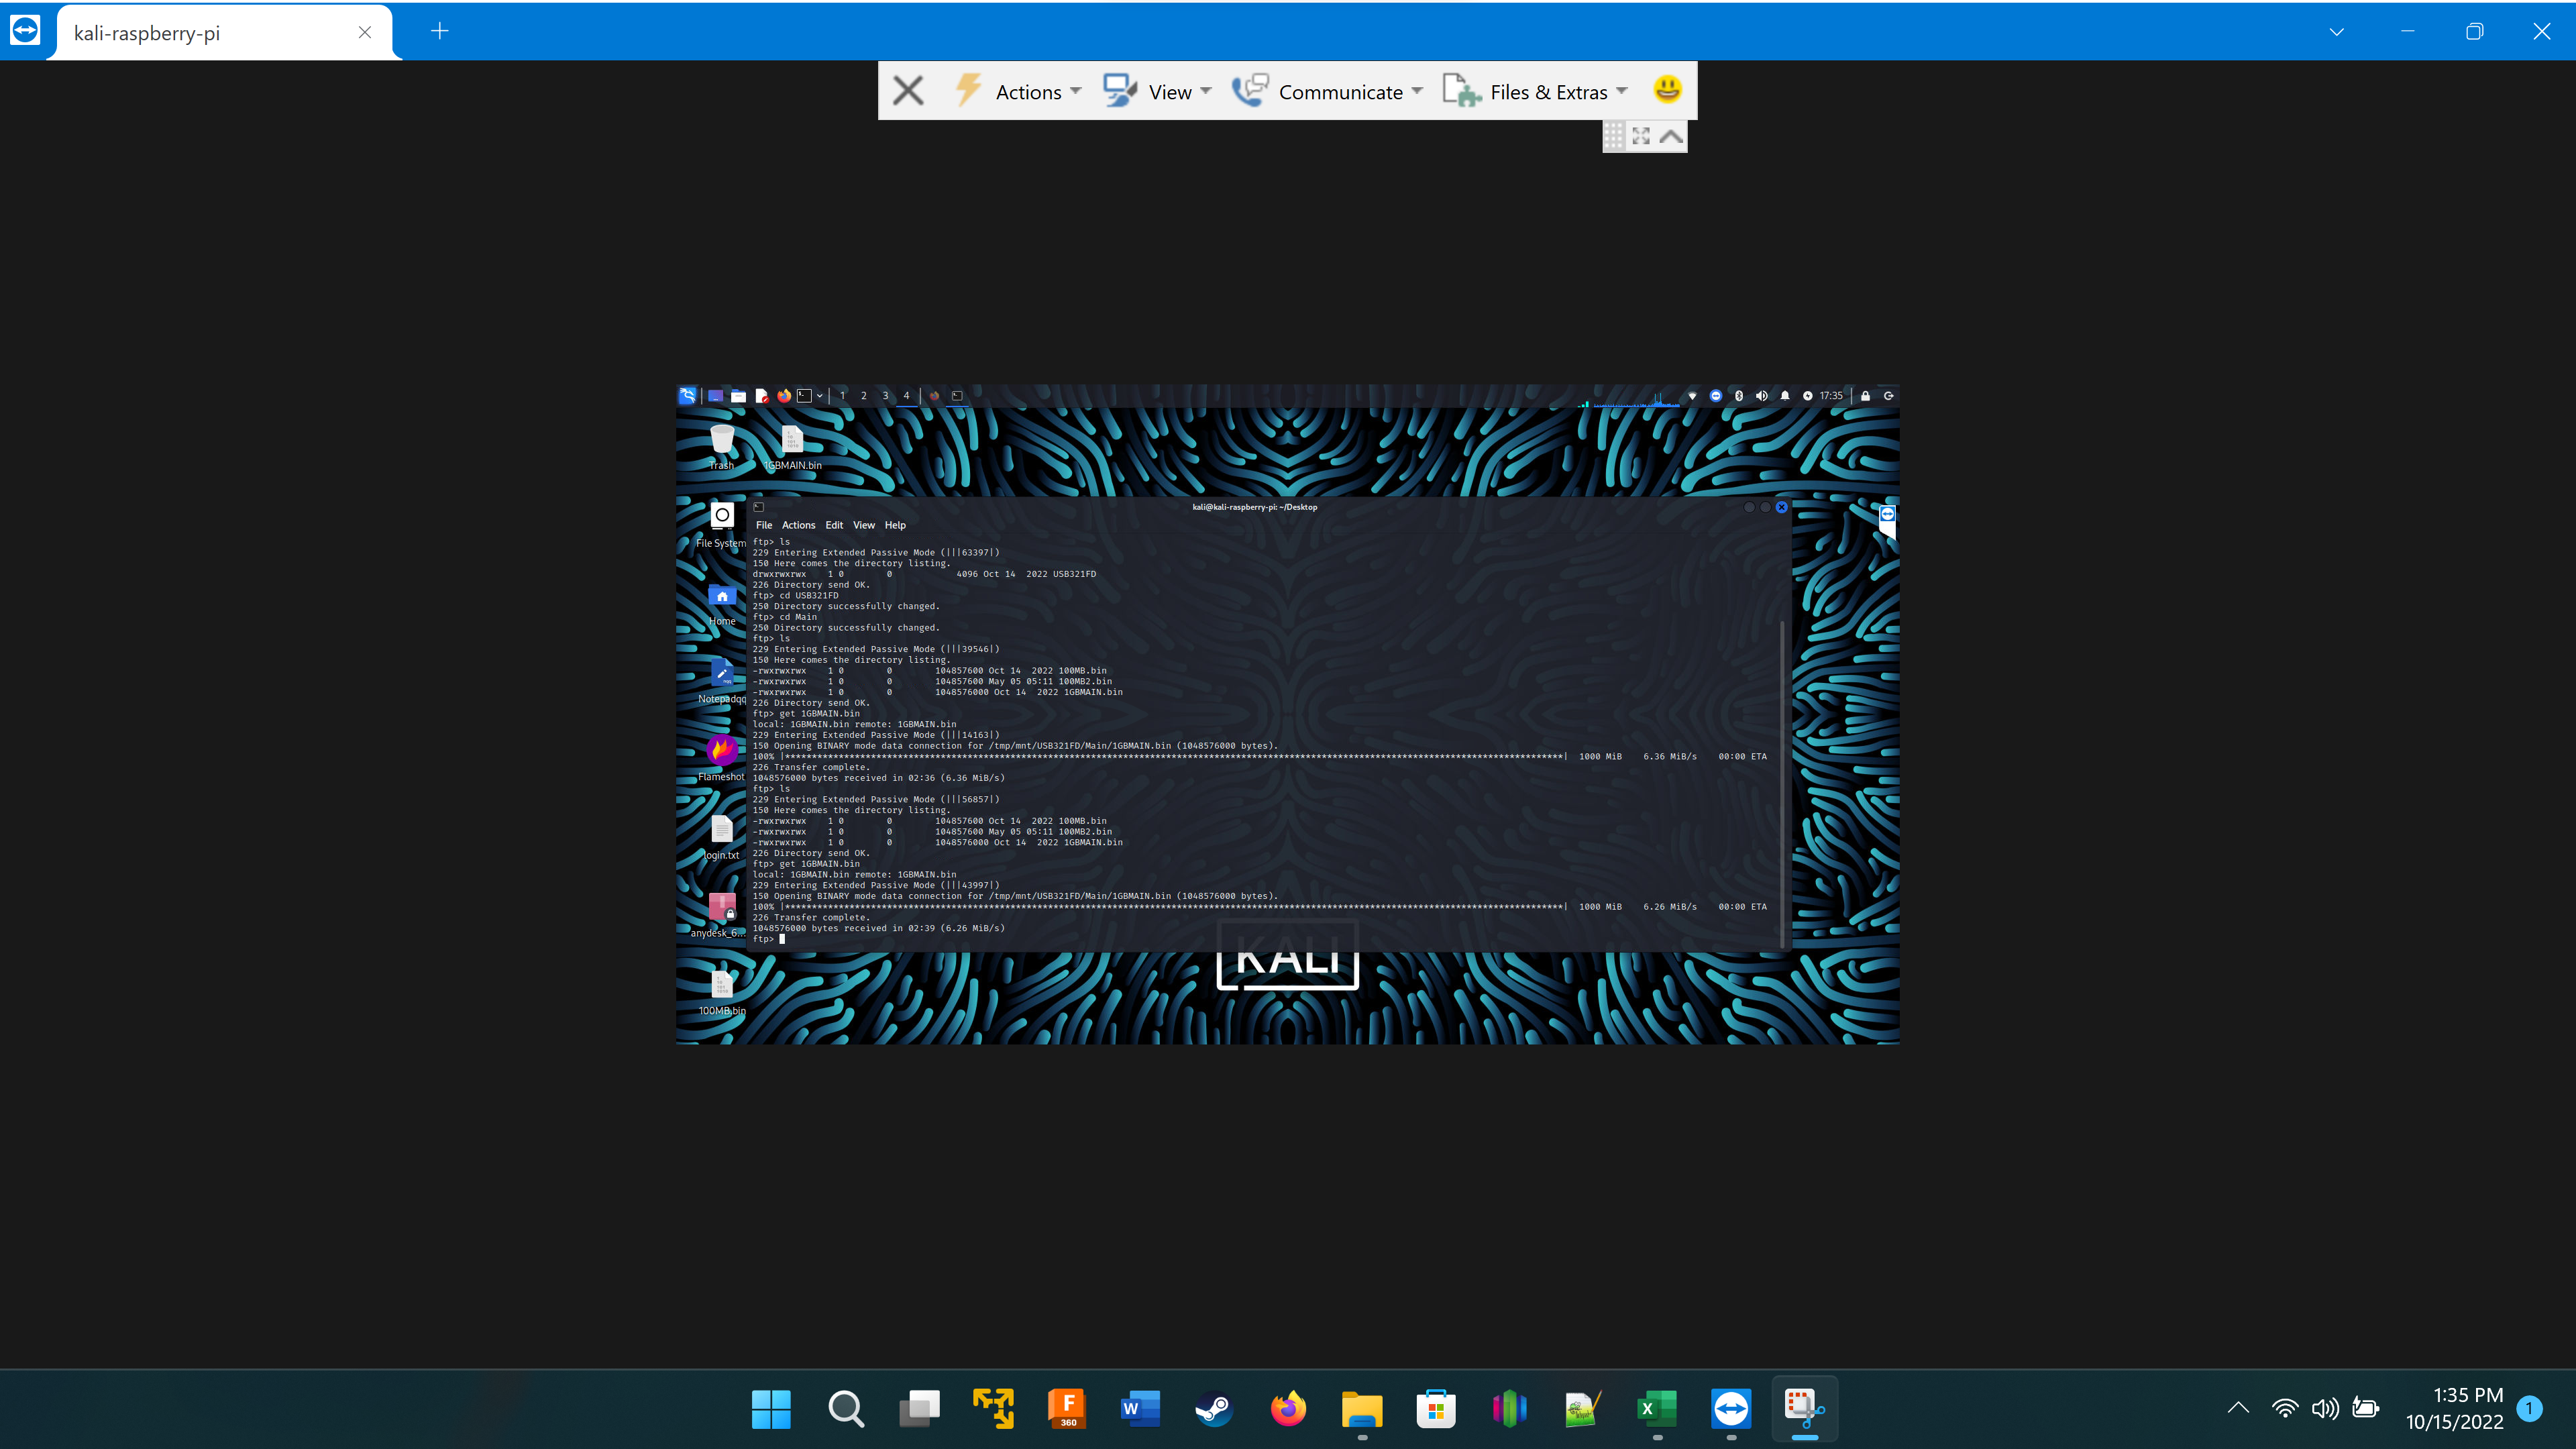 kali-raspberry-pi
Actions View Communicate Files & Extras
1 2 3 4 17:35
Trash 1GBMAIN.bin
kali@kali-raspberry-pi: ~/Desktop
File Actions Edit View Help
File System
Home
Notepadqq
Flameshot
login.txt
anydesk_6...
100MB.bin
ftp> ls
229 Entering Extended Passive Mode (|||63397|)
150 Here comes the directory listing.
drwxrwxrwx 1 0 0 4096 Oct 14 2022 USB321FD
226 Directory send OK.
ftp> cd USB321FD
250 Directory successfully changed.
ftp> cd Main
250 Directory successfully changed.
ftp> ls
229 Entering Extended Passive Mode (|||39546|)
150 Here comes the directory listing.
-rwxrwxrwx 1 0 0 104857600 Oct 14 2022 100MB.bin
-rwxrwxrwx 1 0 0 104857600 May 05 05:11 100MB2.bin
-rwxrwxrwx 1 0 0 1048576000 Oct 14 2022 1GBMAIN.bin
226 Directory send OK.
ftp> get 1GBMAIN.bin
local: 1GBMAIN.bin remote: 1GBMAIN.bin
229 Entering Extended Passive Mode (|||14163|)
150 Opening BINARY mode data connection for /tmp/mnt/USB321FD/Main/1GBMAIN.bin (1048576000 bytes).
100% |*************************************************************************************************************************************************| 1000 MiB 6.36 MiB/s 00:00 ETA
226 Transfer complete.
1048576000 bytes received in 02:36 (6.36 MiB/s)
ftp> ls
229 Entering Extended Passive Mode (|||56857|)
150 Here comes the directory listing.
-rwxrwxrwx 1 0 0 104857600 Oct 14 2022 100MB.bin
-rwxrwxrwx 1 0 0 104857600 May 05 05:11 100MB2.bin
-rwxrwxrwx 1 0 0 1048576000 Oct 14 2022 1GBMAIN.bin
226 Directory send OK.
ftp> get 1GBMAIN.bin
local: 1GBMAIN.bin remote: 1GBMAIN.bin
229 Entering Extended Passive Mode (|||43997|)
150 Opening BINARY mode data connection for /tmp/mnt/USB321FD/Main/1GBMAIN.bin (1048576000 bytes).
100% |*************************************************************************************************************************************************| 1000 MiB 6.26 MiB/s 00:00 ETA
226 Transfer complete.
1048576000 bytes received in 02:39 (6.26 MiB/s)
ftp>
KALI
F
360
W
X
1:35 PM
10/15/2022
1